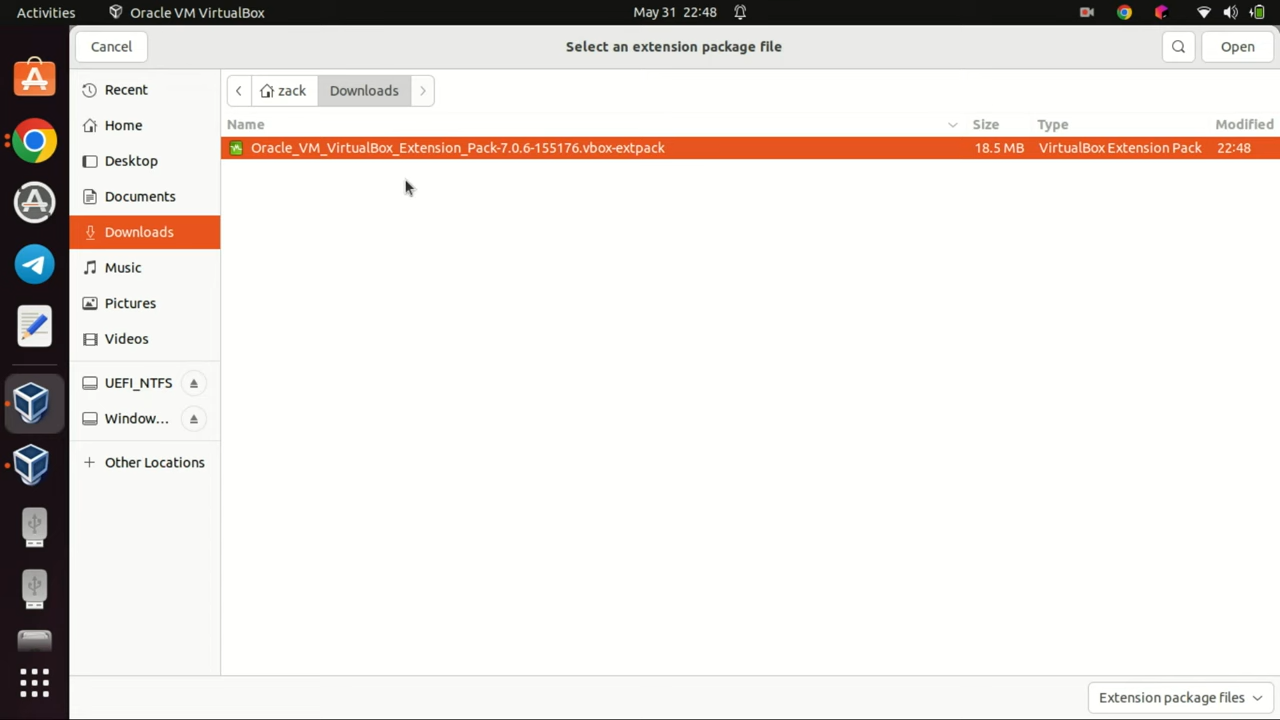 Activities Oracle VM VirtualBox May 31 22:48
Cancel Select an extension package file Open
Recent
Home
Desktop
Documents
Downloads
Music
Pictures
Videos
UEFI_NTFS
Window...
Other Locations
zack Downloads
Name Size Type Modified
Oracle_VM_VirtualBox_Extension_Pack-7.0.6-155176.vbox-extpack 18.5 MB VirtualBox Extension Pack 22:48
Extension package files